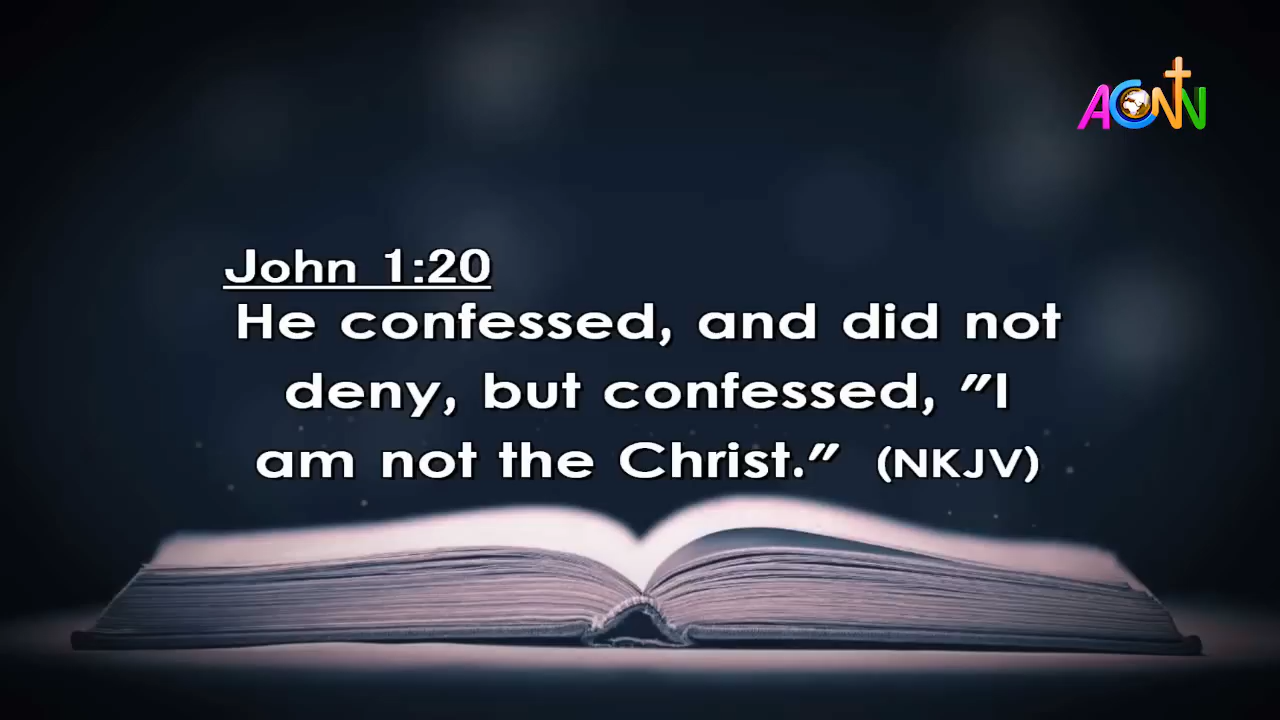 ACNN
John 1:20
He confessed, and did not
deny, but confessed, "I
am not the Christ." (NKJV)